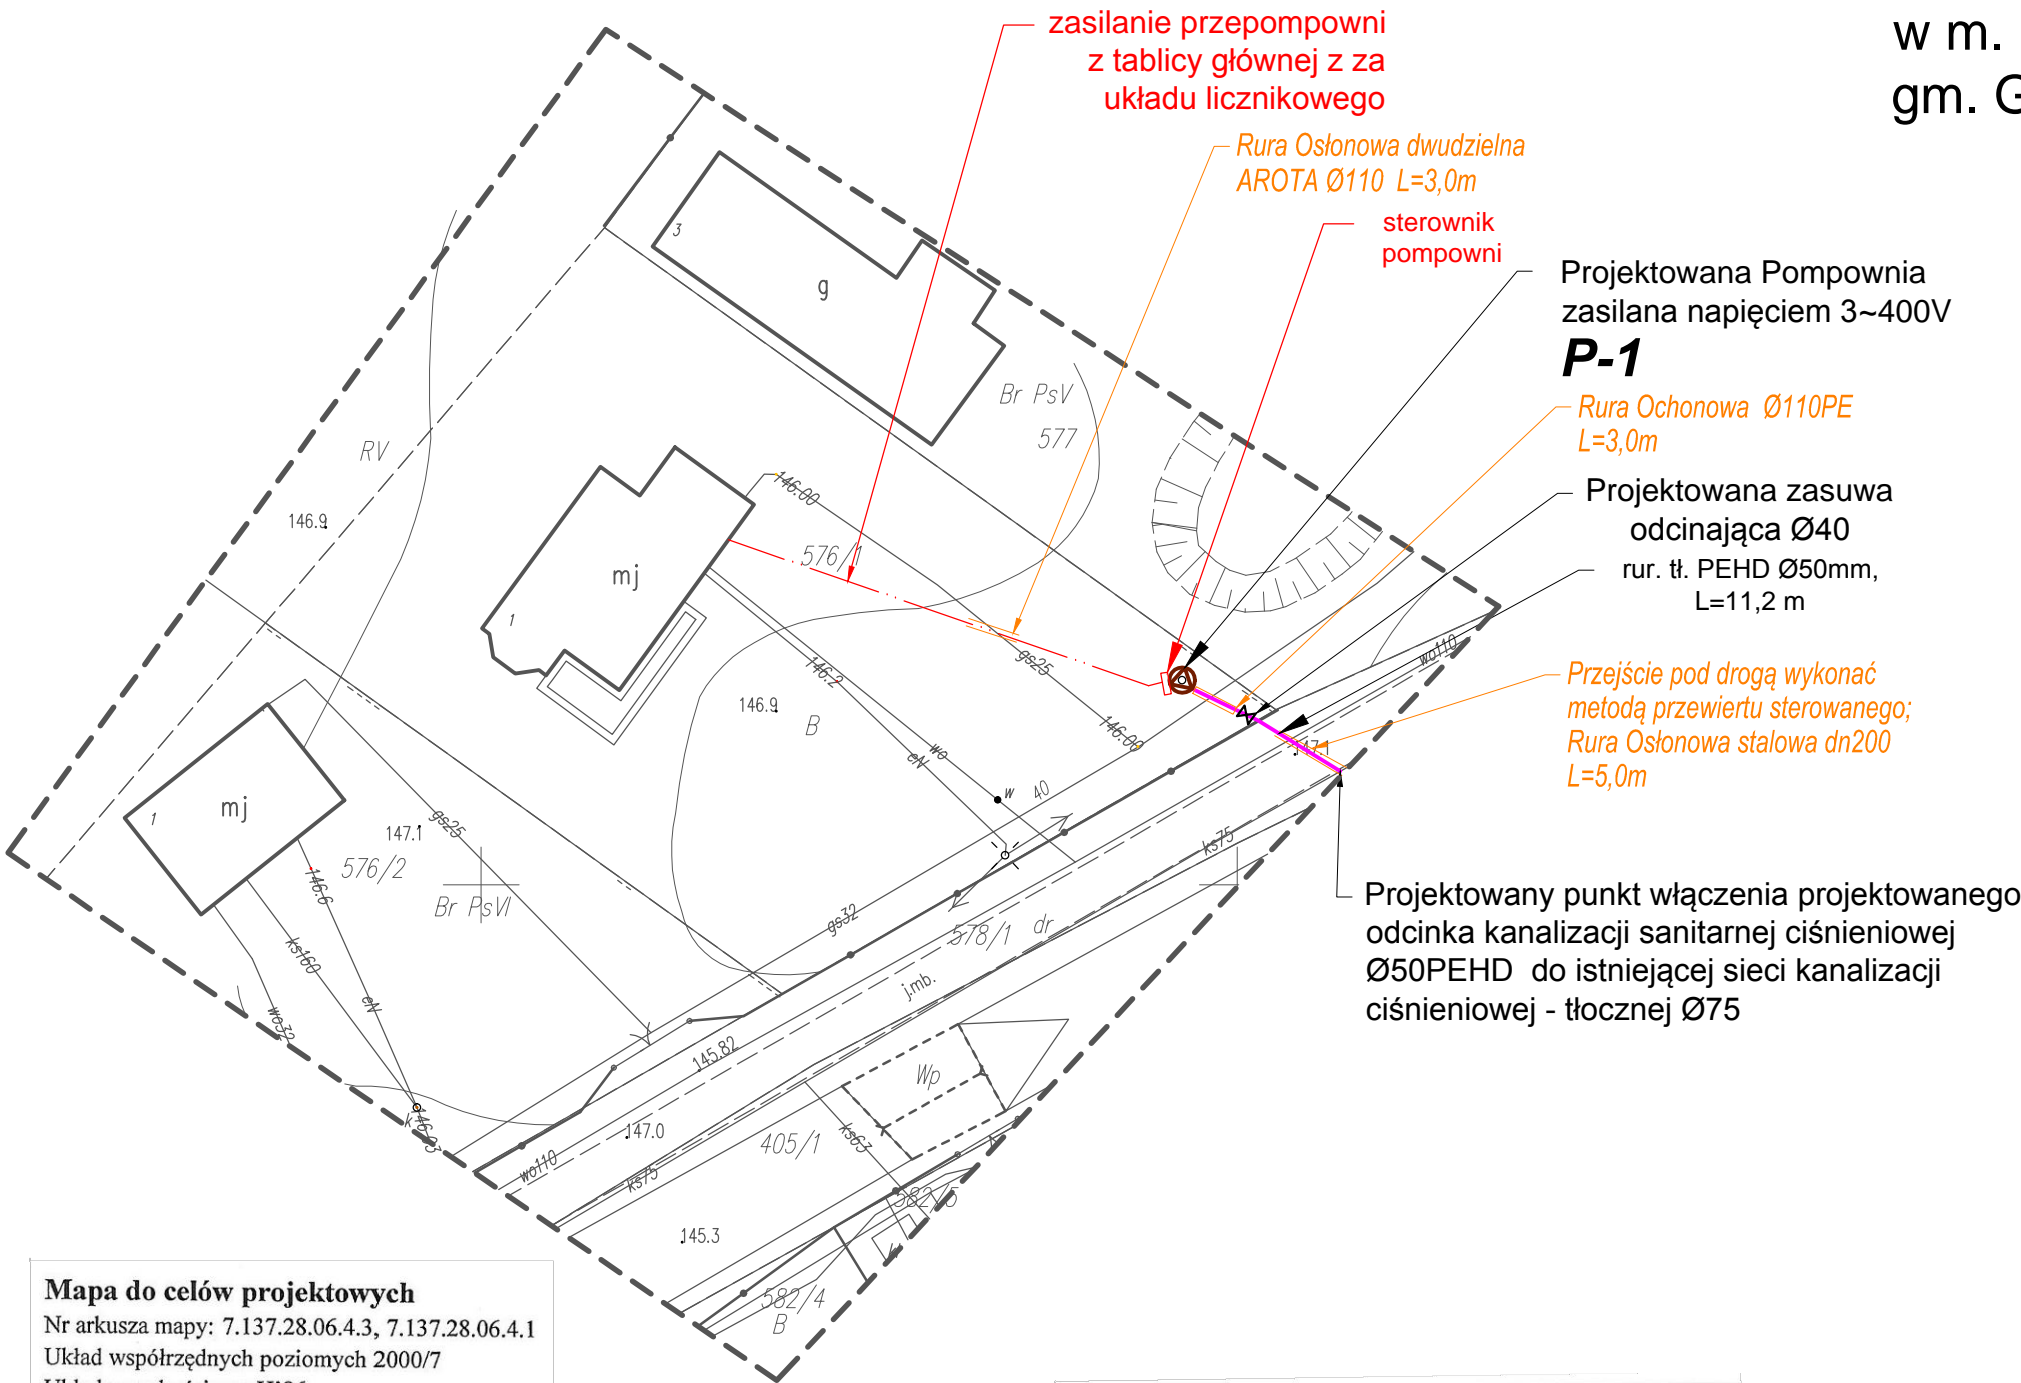 zasilanie przepompowni
z tablicy głównej z za
układu licznikowego
w m.
gm. G
Rura Osłonowa dwudzielna
AROTA Ø110 L=3,0m
sterownik
pompowni
Projektowana Pompownia
zasilana napięciem 3~400V
P-1
Rura Ochonowa Ø110PE
L=3,0m
Projektowana zasuwa
odcinająca Ø40
rur. tł. PEHD Ø50mm,
L=11,2 m
Przejście pod drogą wykonać
metodą przewiertu sterowanego;
Rura Osłonowa stalowa dn200
L=5,0m
Projektowany punkt włączenia projektowanego
odcinka kanalizacji sanitarnej ciśnieniowej
Ø50PEHD do istniejącej sieci kanalizacji
ciśnieniowej - tłocznej Ø75
3
g
Br PsV
577
RV
146.9
146.00
576/1
mj
1
gs25
146.2
146.9
B
146.06
wo110
147.1
eN
wo
w
40
ks75
mj
1
147.1
gs25
576/2
146.6
Br PsVI
gs32
578/1
dr
j.mb.
ks160
eN
wo32
145.82
Wp
k
146.03
147.0
405/1
ks63
wo110
ks75
582/5
145.3
582/4
B
Mapa do celów projektowych
Nr arkusza mapy: 7.137.28.06.4.3, 7.137.28.06.4.1
Układ współrzędnych poziomych 2000/7